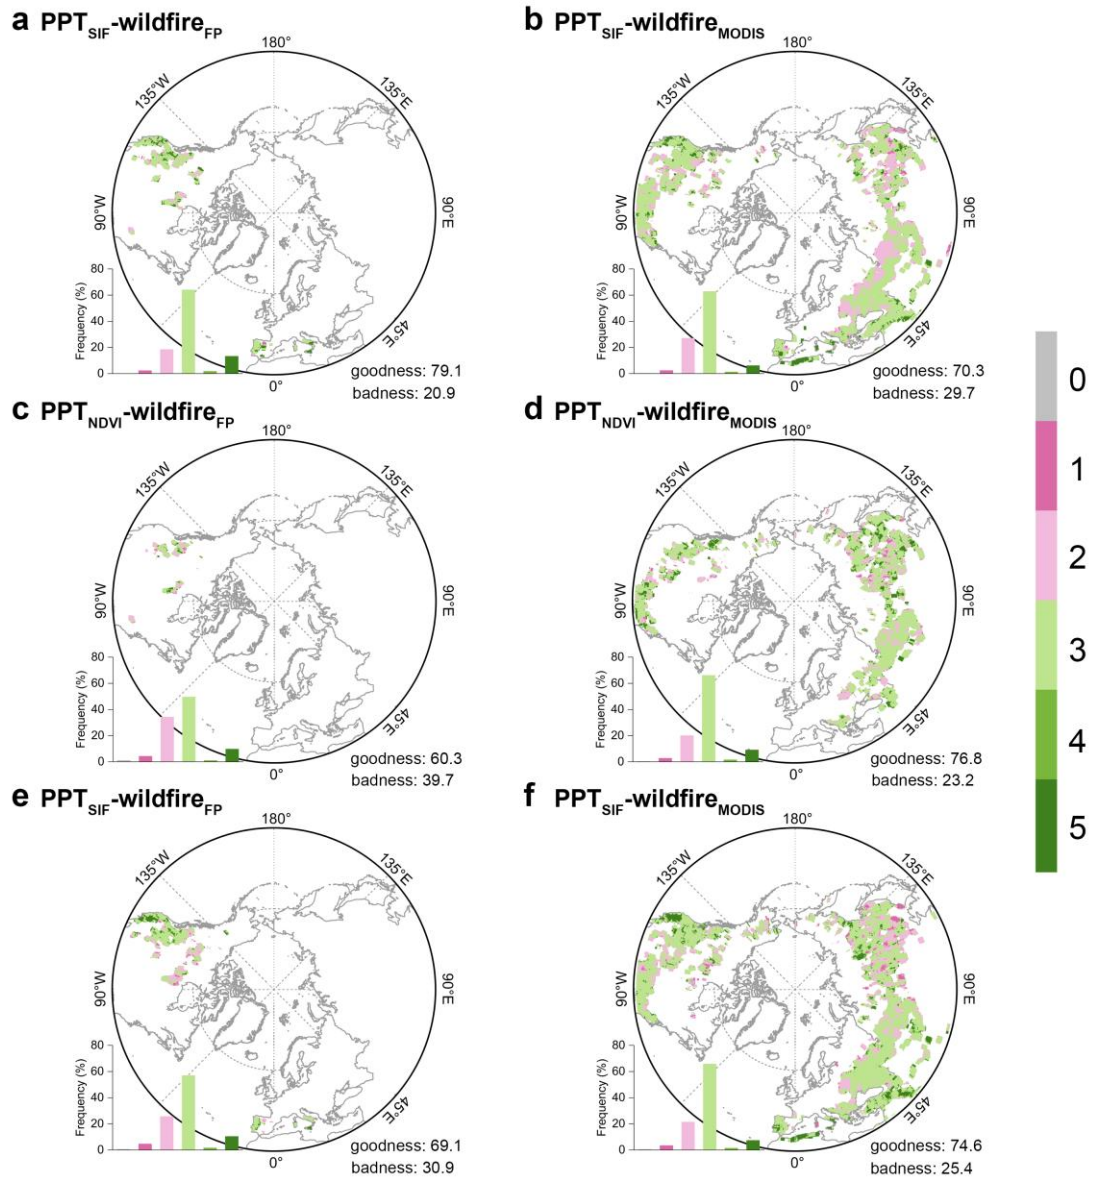 a PPTSIF-wildfireFP
180°
135°W
135°E
90°W
90°E
45°E
0°
Frequency (%)
80
60
40
20
0
goodness: 79.1
badness: 20.9
b PPTSIF-wildfireMODIS
180°
135°W
135°E
90°W
90°E
45°E
0°
Frequency (%)
80
60
40
20
0
goodness: 70.3
badness: 29.7
c PPTNDVI-wildfireFP
180°
135°W
135°E
90°W
90°E
45°E
0°
Frequency (%)
80
60
40
20
0
goodness: 60.3
badness: 39.7
d PPTNDVI-wildfireMODIS
180°
135°W
135°E
90°W
90°E
45°E
0°
Frequency (%)
80
60
40
20
0
goodness: 76.8
badness: 23.2
e PPTSIF-wildfireFP
180°
135°W
135°E
90°W
90°E
45°E
0°
Frequency (%)
80
60
40
20
0
goodness: 69.1
badness: 30.9
f PPTSIF-wildfireMODIS
180°
135°W
135°E
90°W
90°E
45°E
0°
Frequency (%)
80
60
40
20
0
goodness: 74.6
badness: 25.4
0
1
2
3
4
5